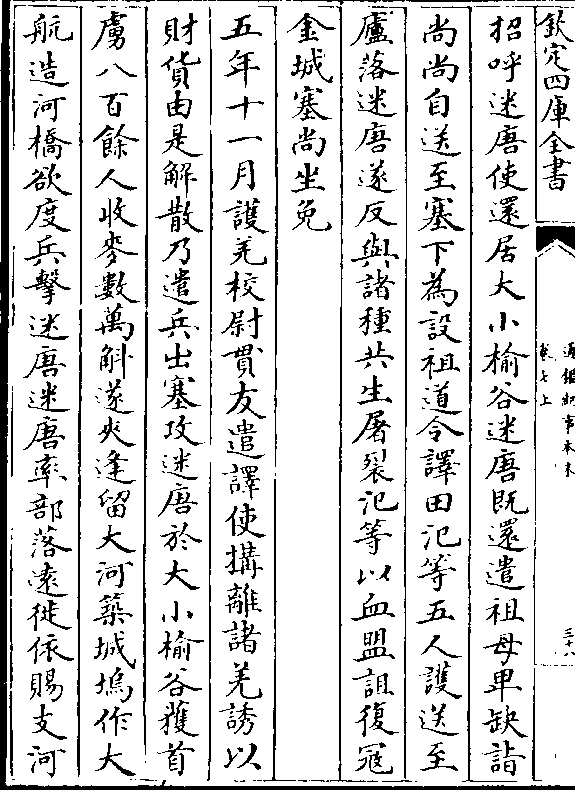 欽定四庫全書
通鑑紀事本末
卷七上
三十八
招呼迷唐使還居大小榆谷迷唐既還遣祖母卑缺詣
尚尚自送至塞下為設祖道令譯田汜等五人護送至
廬落迷唐遂反與諸種共生屠裂汜等以血盟詛復冦
金城塞尚坐免
五年十一月護羌校尉貫友遣譯使搆離諸羌誘以
財貨由是解散乃遣兵出塞攻迷唐於大小榆谷獲首
虜八百餘人收麥數萬斛遂夾逢留大河築城塢作大
航造河橋欲度兵擊迷唐迷唐率部落遠徙依賜支河